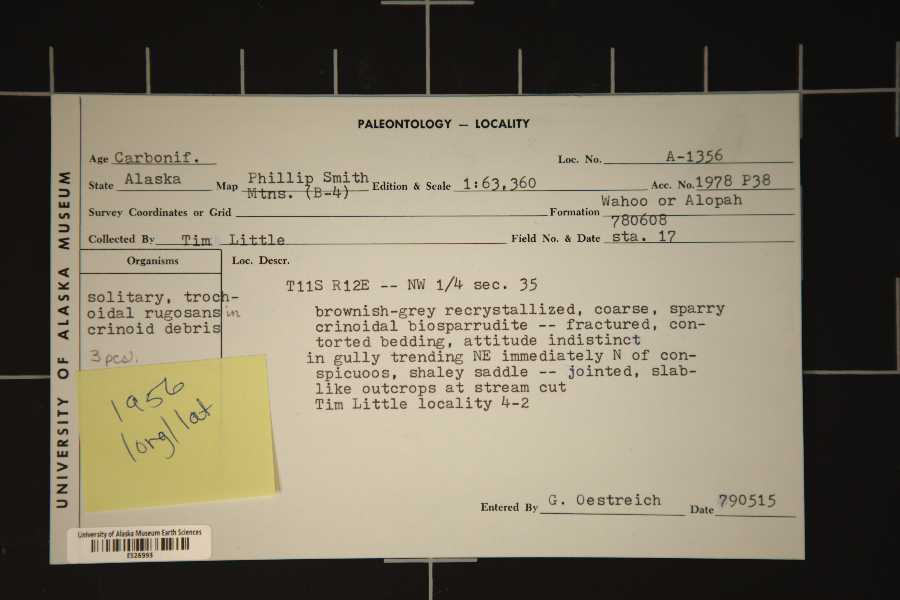 PALEONTOLOGY — LOCALITY
Age Carbonif. Loc. No. A-1356
State Alaska Map Phillip Smith Mtns. (B-4) Edition & Scale 1:63,360 Acc. No. 1978 P38
Survey Coordinates or Grid Formation Wahoo or Alopah
Collected By Tim Little Field No. & Date 780608 sta. 17
Organisms Loc. Descr.
solitary, troch-
oidal rugosans in
crinoid debris
3 pcs.
T11S R12E -- NW 1/4 sec. 35
brownish-grey recrystallized, coarse, sparry
crinoidal biosparrudite -- fractured, con-
torted bedding, attitude indistinct
in gully trending NE immediately N of con-
spicuoos, shaley saddle -- jointed, slab-
like outcrops at stream cut
Tim Little locality 4-2
1956
long/lat
Entered By G. Oestreich Date 790515
UNIVERSITY OF ALASKA MUSEUM
University of Alaska Museum Earth Sciences
ES26993